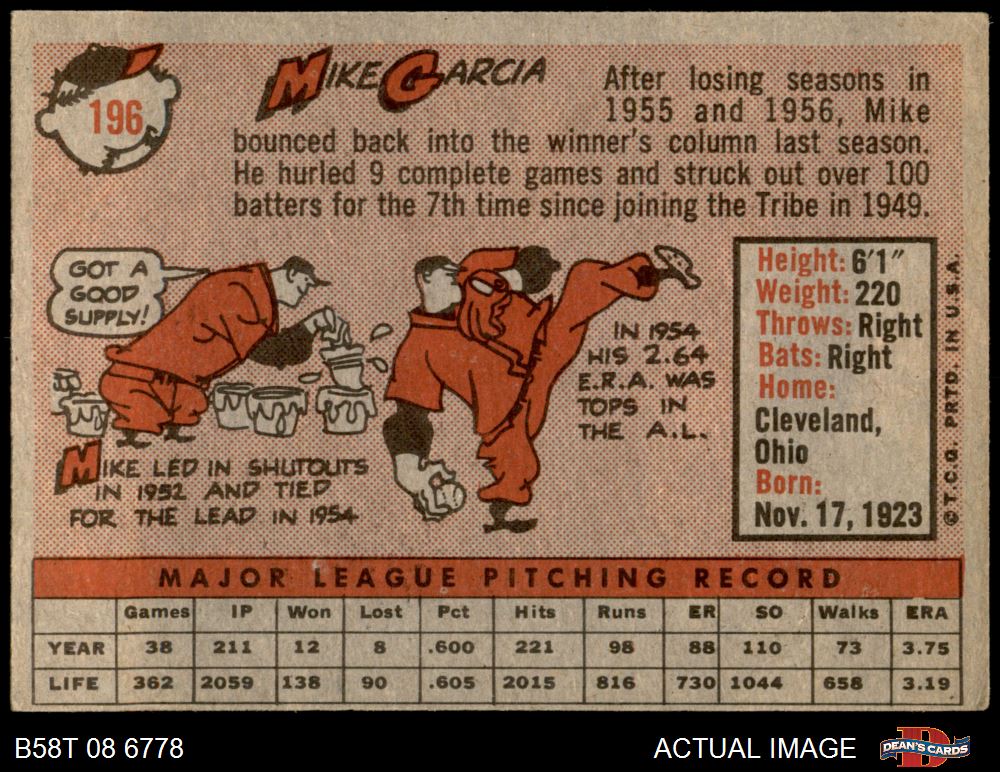 196
MIKE GARCIA
After losing seasons in
1955 and 1956, Mike
bounced back into the winner's column last season.
He hurled 9 complete games and struck out over 100
batters for the 7th time since joining the Tribe in 1949.
GOT A
GOOD
SUPPLY!
MIKE LED IN SHUTOUTS
IN 1952 AND TIED
FOR THE LEAD IN 1954
IN 1954
HIS 2.64
E.R.A. WAS
TOPS IN
THE A.L.
Height: 6'1"
Weight: 220
Throws: Right
Bats: Right
Home:
Cleveland,
Ohio
Born:
Nov. 17, 1923
© T.C.G. PRTD. IN U.S.A.
MAJOR LEAGUE PITCHING RECORD
Games IP Won Lost Pct Hits Runs ER SO Walks ERA
YEAR 38 211 12 8 .600 221 98 88 110 73 3.75
LIFE 362 2059 138 90 .605 2015 816 730 1044 658 3.19
B58T 08 6778
ACTUAL IMAGE
D
DEAN'S CARDS